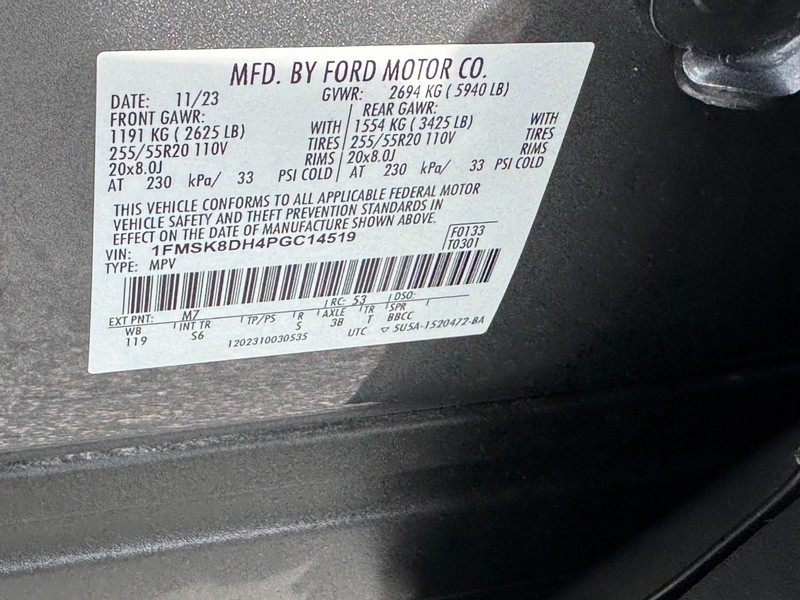 MFD. BY FORD MOTOR CO.
DATE: 11/23 GVWR: 2694 KG ( 5940 LB)
FRONT GAWR: REAR GAWR:
1191 KG ( 2625 LB) WITH 1554 KG ( 3425 LB) WITH
255/55R20 110V TIRES 255/55R20 110V TIRES
20x8.0J RIMS 20x8.0J RIMS
AT 230 kPa/ 33 PSI COLD AT 230 kPa/ 33 PSI COLD
THIS VEHICLE CONFORMS TO ALL APPLICABLE FEDERAL MOTOR
VEHICLE SAFETY AND THEFT PREVENTION STANDARDS IN
EFFECT ON THE DATE OF MANUFACTURE SHOWN ABOVE.
VIN: 1FMSK8DH4PGC14519 F0133
TYPE: MPV T0301
EXT PNT: M7 RC: 53 DSO:
WB INT TR TP/PS R AXLE TR SPR
119 S6 S 3B T BBCC
1202310030535 UTC ▽ 5U5A-1520472-BA